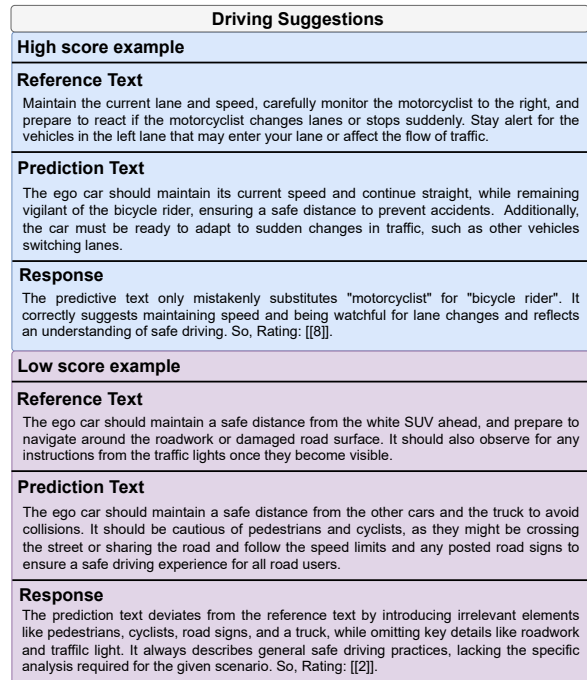 Driving Suggestions
High score example
Reference Text
Maintain the current lane and speed, carefully monitor the motorcyclist to the right, and
prepare to react if the motorcyclist changes lanes or stops suddenly. Stay alert for the
vehicles in the left lane that may enter your lane or affect the flow of traffic.
Prediction Text
The ego car should maintain its current speed and continue straight, while remaining
vigilant of the bicycle rider, ensuring a safe distance to prevent accidents. Additionally,
the car must be ready to adapt to sudden changes in traffic, such as other vehicles
switching lanes.
Response
The predictive text only mistakenly substitutes "motorcyclist" for "bicycle rider". It
correctly suggests maintaining speed and being watchful for lane changes and reflects
an understanding of safe driving. So, Rating: [[8]].
Low score example
Reference Text
The ego car should maintain a safe distance from the white SUV ahead, and prepare to
navigate around the roadwork or damaged road surface. It should also observe for any
instructions from the traffic lights once they become visible.
Prediction Text
The ego car should maintain a safe distance from the other cars and the truck to avoid
collisions. It should be cautious of pedestrians and cyclists, as they might be crossing
the street or sharing the road and follow the speed limits and any posted road signs to
ensure a safe driving experience for all road users.
Response
The prediction text deviates from the reference text by introducing irrelevant elements
like pedestrians, cyclists, road signs, and a truck, while omitting key details like roadwork
and traffilc light. It always describes general safe driving practices, lacking the specific
analysis required for the given scenario. So, Rating: [[2]].